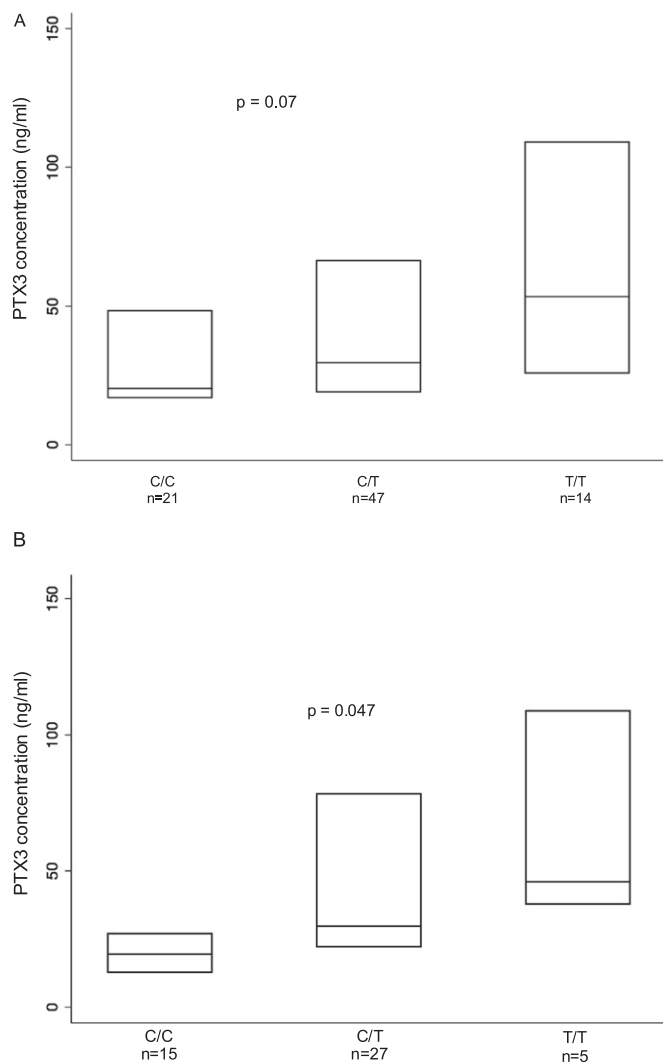 A
150
p = 0.07
100
PTX3 concentration (ng/ml)
50
0
C/C
C/T
T/T
n=21
n=47
n=14
B
150
p = 0.047
100
PTX3 concentration (ng/ml)
50
0
C/C
C/T
T/T
n=15
n=27
n=5